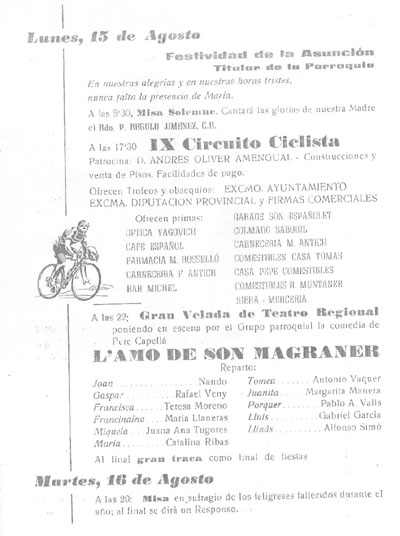 Lunes, 15 de Agosto
Festividad de la Asunción
Titular de la Parroquia
En nuestras alegrías y en nuestras horas tristes,
nunca falta la presencia de María.
A las 9'30, Misa Solemne. Cantará las glorias de nuestra Madre
el Rdo. P. REGULO JIMENEZ, C.D.
A las 17'30 IX Circuito Ciclista
Patrocina: D. ANDRES OLIVER AMENGUAL - Construcciones y
venta de Pisos. Facilidades de pago.
Ofrecen Trofeos y obsequios: EXCMO. AYUNTAMIENTO
EXCMA. DIPUTACION PROVINCIAL y FIRMAS COMERCIALES
Ofrecen primas:
OPTICA YAGOVICH
CAFE ESPAÑOL
FARMACIA M. ROSSELLÓ
CARNECERIA F. ANTICH
BAR MICHEL
GARAGE SON ESPAÑOLET
COLMADO SABORIL
CARNECERIA M. ANTICH
COMESTIBLES CASA TOMAS
CASA PEPE COMESTIBLES
COMESTIBLES R. MUNTANER
RIERA - MERCERIA
A las 22; Gran Velada de Teatro Regional
poniendo en escena por el Grupo parroquial la comedia de
Pere Capellá
L'AMO DE SON MAGRANER
Reparto:
Joan . . . . . . . . Nando
Gaspar . . . . . . . Rafael Veny
Francisca . . . . . Teresa Moreno
Francinaina . . . . María Llaneras
Miquela . . . . Juana Ana Tugores
María . . . . . . . Catalina Ribas
Tomeu . . . . . . Antonio Vaquer
Juanita . . . . . Margarita Manera
Porquer . . . . . . Pablo A. Valls
Lluis . . . . . . . Gabriel García
Llinás . . . . . . . Alfonso Simó
Al final gran traca como final de fiestas
Martes, 16 de Agosto
A las 20: Misa en sufragio de los feligreses fallecidos durante el
año; al final se dirá un Responso.